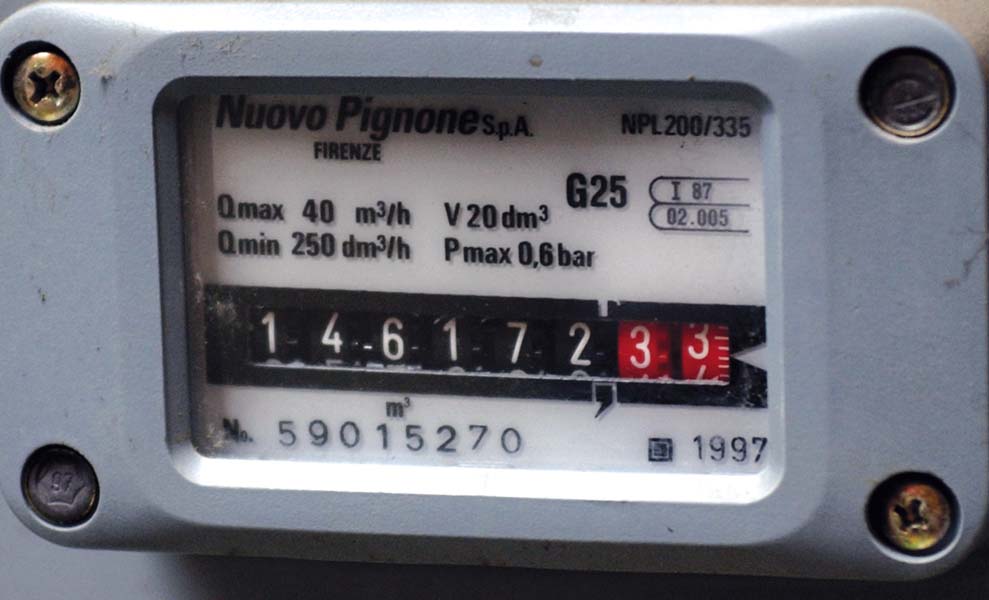 Nuovo Pignone S.p.A. NPL200/335
FIRENZE
G25 I 87
02.005
Qmax 40 m³/h V 20 dm³
Qmin 250 dm³/h Pmax 0,6 bar
1 4 6 1 7 2 3 3
m³
No. 59015270 1997
97